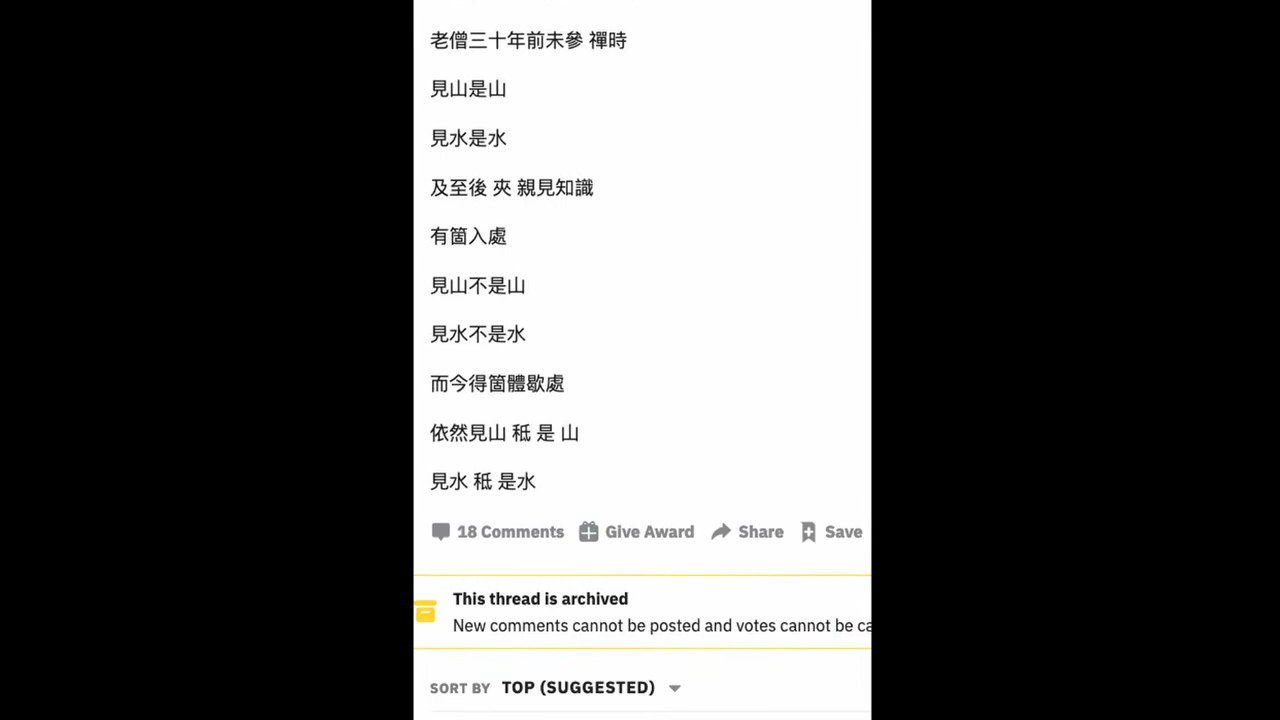 老僧三十年前未參 禪時
見山是山
見水是水
及至後 夾 親見知識
有箇入處
見山不是山
見水不是水
而今得箇體歇處
依然見山 秖 是 山
見水 秖 是水
18 Comments Give Award Share Save
This thread is archived
New comments cannot be posted and votes cannot be ca
SORT BY TOP (SUGGESTED)